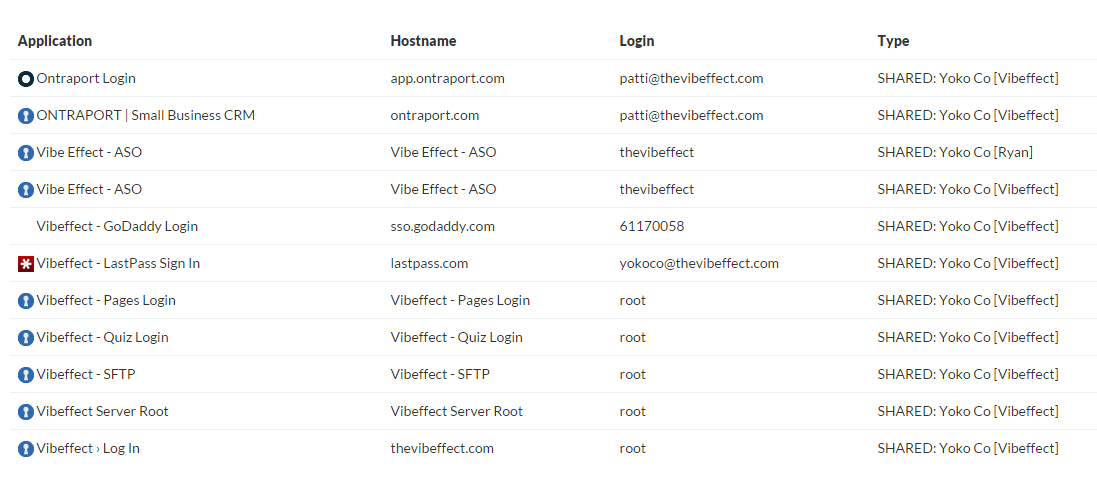 Application Hostname Login Type
Ontraport Login app.ontraport.com patti@thevibeffect.com SHARED: Yoko Co [Vibeffect]
ONTRAPORT | Small Business CRM ontraport.com patti@thevibeffect.com SHARED: Yoko Co [Vibeffect]
Vibe Effect - ASO Vibe Effect - ASO thevibeffect SHARED: Yoko Co [Ryan]
Vibe Effect - ASO Vibe Effect - ASO thevibeffect SHARED: Yoko Co [Vibeffect]
Vibeffect - GoDaddy Login sso.godaddy.com 61170058 SHARED: Yoko Co [Vibeffect]
Vibeffect - LastPass Sign In lastpass.com yokoco@thevibeffect.com SHARED: Yoko Co [Vibeffect]
Vibeffect - Pages Login Vibeffect - Pages Login root SHARED: Yoko Co [Vibeffect]
Vibeffect - Quiz Login Vibeffect - Quiz Login root SHARED: Yoko Co [Vibeffect]
Vibeffect - SFTP Vibeffect - SFTP root SHARED: Yoko Co [Vibeffect]
Vibeffect Server Root Vibeffect Server Root root SHARED: Yoko Co [Vibeffect]
Vibeffect › Log In thevibeffect.com root SHARED: Yoko Co [Vibeffect]